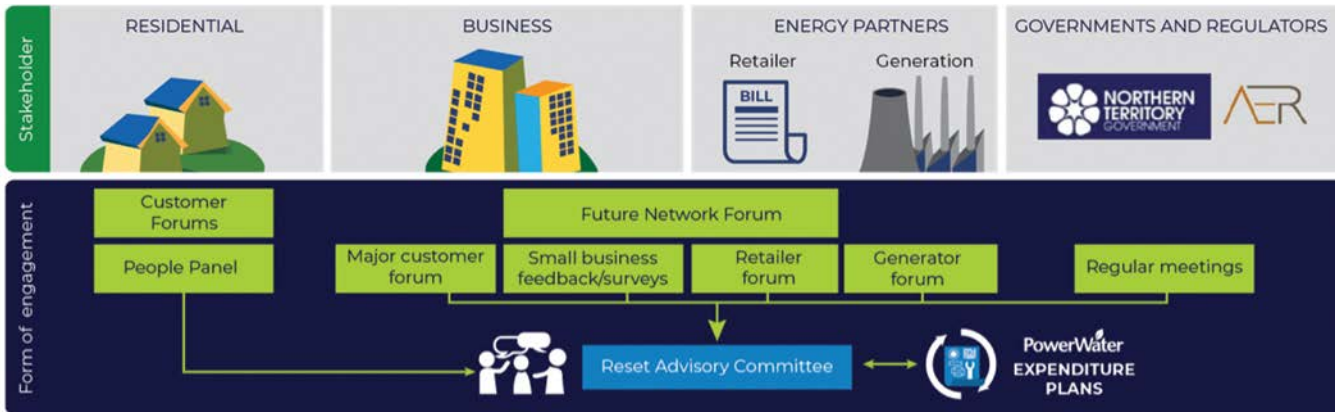 Stakeholder
RESIDENTIAL
BUSINESS
ENERGY PARTNERS
Retailer
Generation
BILL
GOVERNMENTS AND REGULATORS
NORTHERN
TERRITORY
GOVERNMENT
AER
Form of engagement
Customer
Forums
Future Network Forum
People Panel
Major customer
forum
Small business
feedback/surveys
Retailer
forum
Generator
forum
Regular meetings
Reset Advisory Committee
PowerWater
EXPENDITURE
PLANS